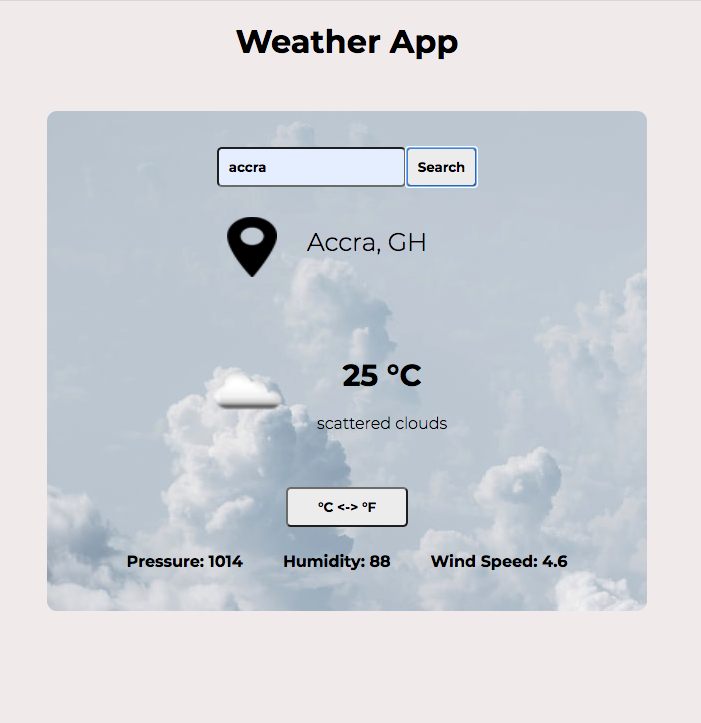 Weather App
accra Search
Accra, GH
25 °C
scattered clouds
°C <-> °F
Pressure: 1014 Humidity: 88 Wind Speed: 4.6